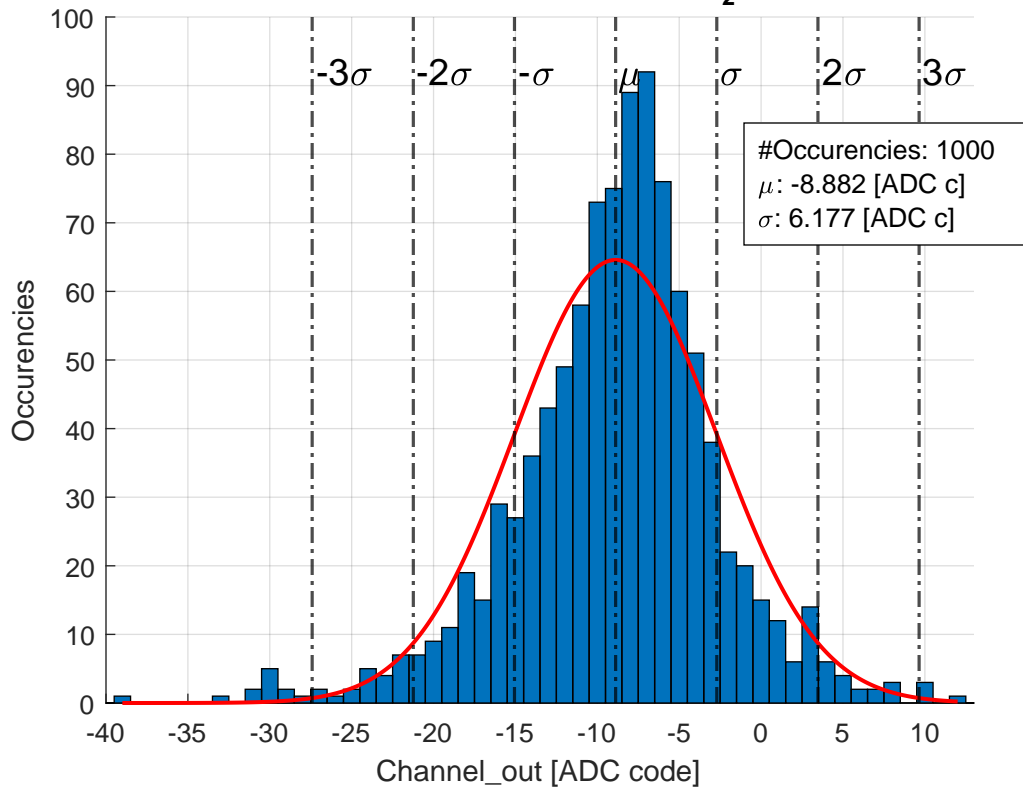 2
-3σ -2σ -σ μ σ 2σ 3σ
#Occurencies: 1000
μ: -8.882 [ADC c]
σ: 6.177 [ADC c]
100
90
80
70
60
50
40
30
20
10
0
Occurencies
-40 -35 -30 -25 -20 -15 -10 -5 0 5 10
Channel_out [ADC code]